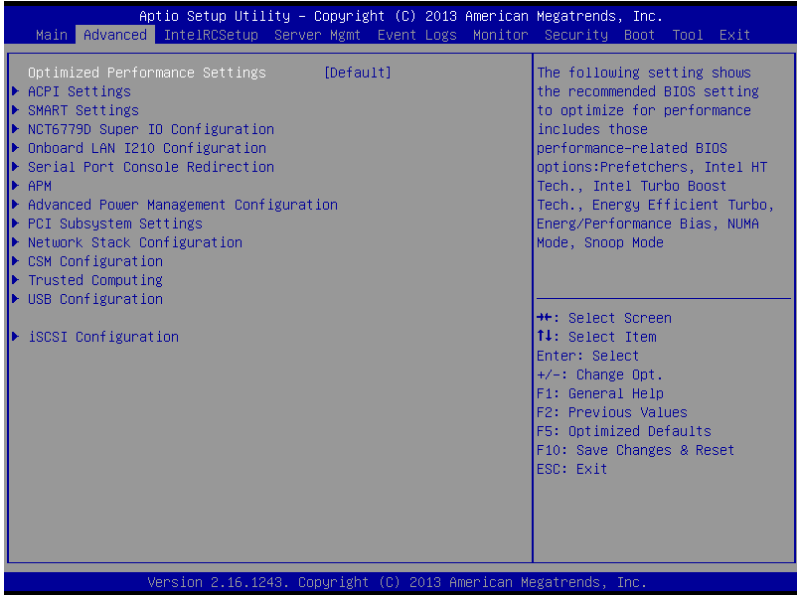 Aptio Setup Utility – Copyright (C) 2013 American Megatrends, Inc.
Main Advanced IntelRCSetup Server Mgmt Event Logs Monitor Security Boot Tool Exit
Optimized Performance Settings [Default]
ACPI Settings
SMART Settings
NCT6779D Super IO Configuration
Onboard LAN I210 Configuration
Serial Port Console Redirection
APM
Advanced Power Management Configuration
PCI Subsystem Settings
Network Stack Configuration
CSM Configuration
Trusted Computing
USB Configuration
iSCSI Configuration
The following setting shows
the recommended BIOS setting
to optimize for performance
includes those
performance-related BIOS
options:Prefetchers, Intel HT
Tech., Intel Turbo Boost
Tech., Energy Efficient Turbo,
Energ/Performance Bias, NUMA
Mode, Snoop Mode
→←: Select Screen
↑↓: Select Item
Enter: Select
+/-: Change Opt.
F1: General Help
F2: Previous Values
F5: Optimized Defaults
F10: Save Changes & Reset
ESC: Exit
Version 2.16.1243. Copyright (C) 2013 American Megatrends, Inc.